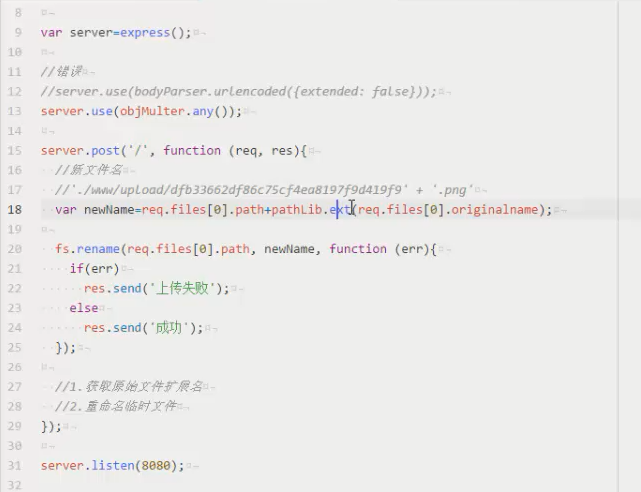 8
9 var server=express();
10
11 //错误
12 //server.use(bodyParser.urlencoded({extended: false}));
13 server.use(objMulter.any());
14
15 server.post('/', function (req, res){
16 //新文件名
17 //'./www/upload/dfb33662df86c75cf4ea8197f9d419f9' + '.png'
18 var newName=req.files[0].path+pathLib.ext(req.files[0].originalname);
19
20 fs.rename(req.files[0].path, newName, function (err){
21 if(err)
22 res.send('上传失败');
23 else
24 res.send('成功');
25 });
26
27 //1.获取原始文件扩展名
28 //2.重命名临时文件
29 });
30
31 server.listen(8080);
32